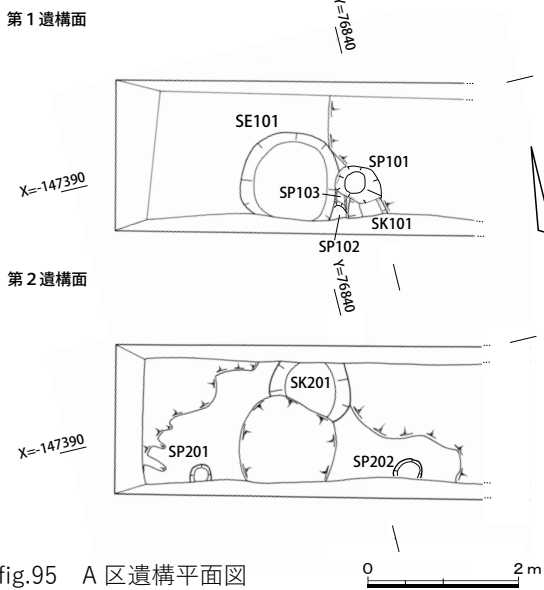 第1遺構面
Y=76840
SE101
SP101
X=-147390
SP103
SK101
SP102
第2遺構面
Y=76840
SK201
X=-147390
SP201
SP202
fig.95 A 区遺構平面図
0 2 m